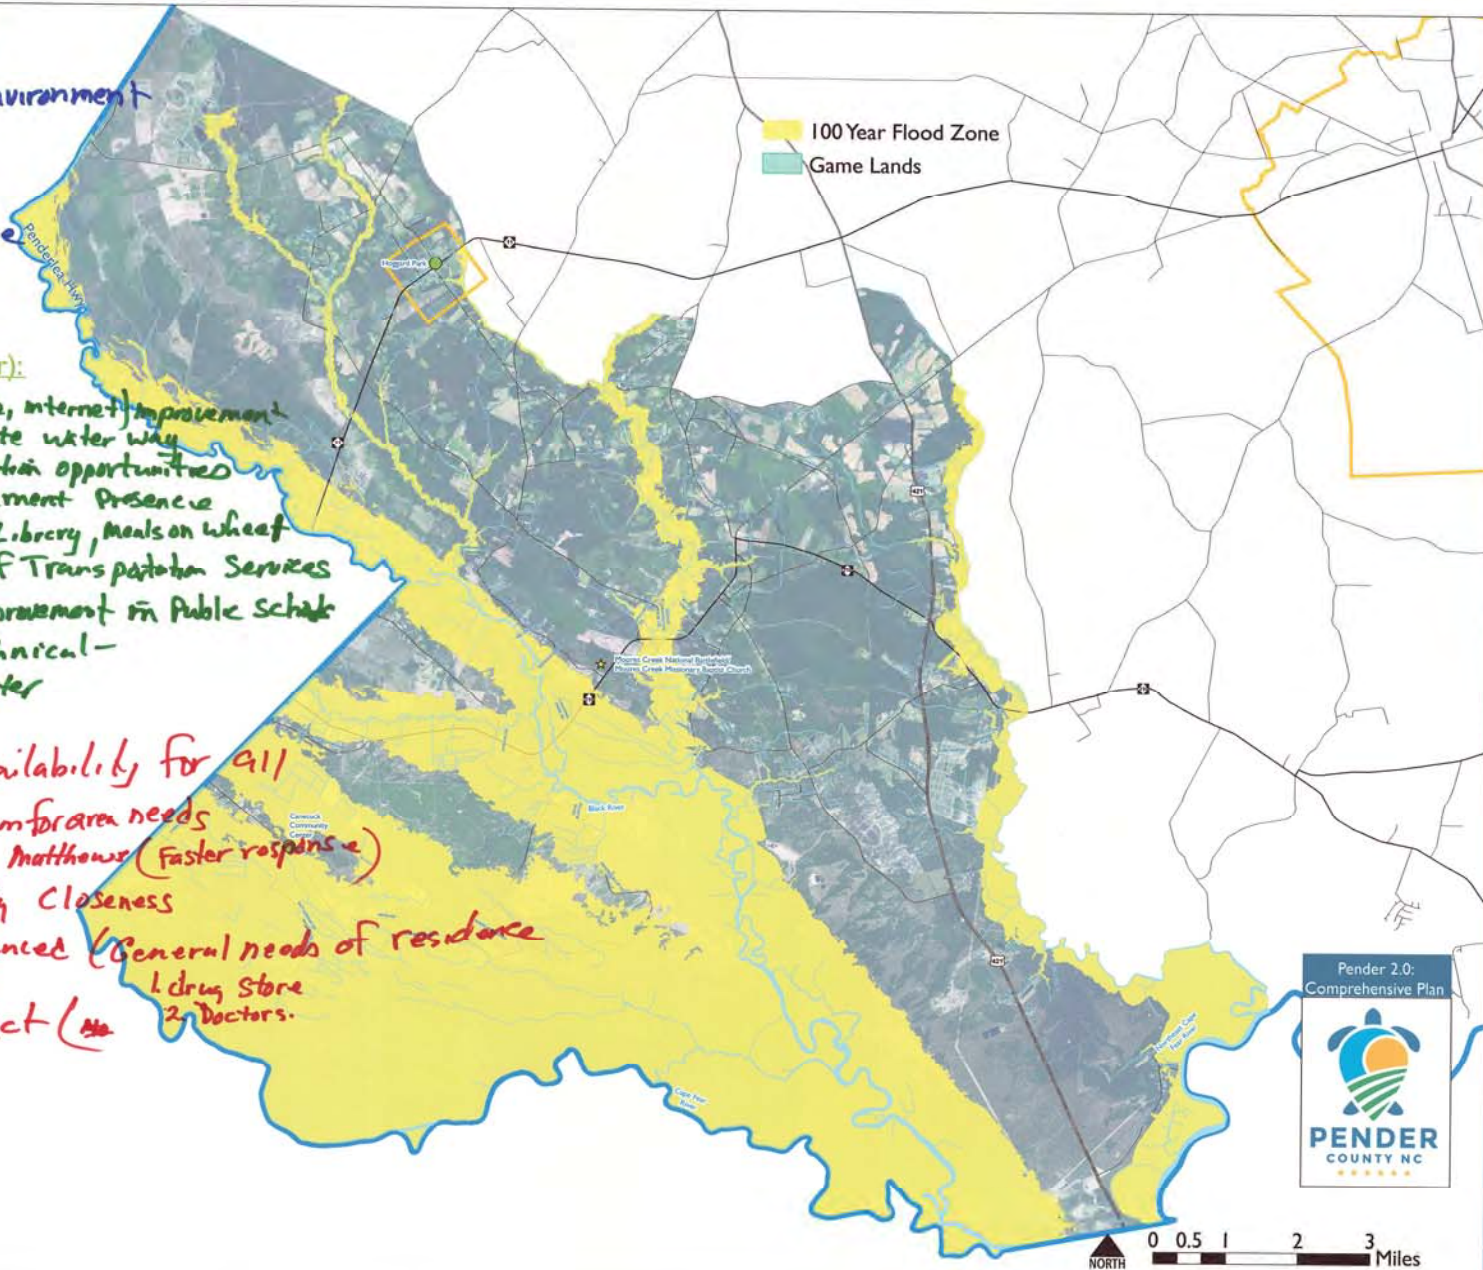 100 Year Flood Zone
Game Lands
Penderlea Hwy
Hoggard Park
421
r):
e, internet) improvement
te water way
tion opportunities
ment Presence
Library, Meals on wheel
f Transportation Services
provement in Public Schools
hnical -
ter
Moores Creek National Battlefield
Moores Creek Missionary Baptist Church
ailability for all
m for area needs
Matthows (Faster response)
y Closeness
nced (General needs of residence
1. drug Store
2. Doctors.
ct (
Canetuck
Community
Center
Black River
421
Cape Fear
River
Northeast Cape
Fear River
Pender 2.0:
Comprehensive Plan
PENDER
COUNTY NC
NORTH
0 0.5 1 2 3 Miles